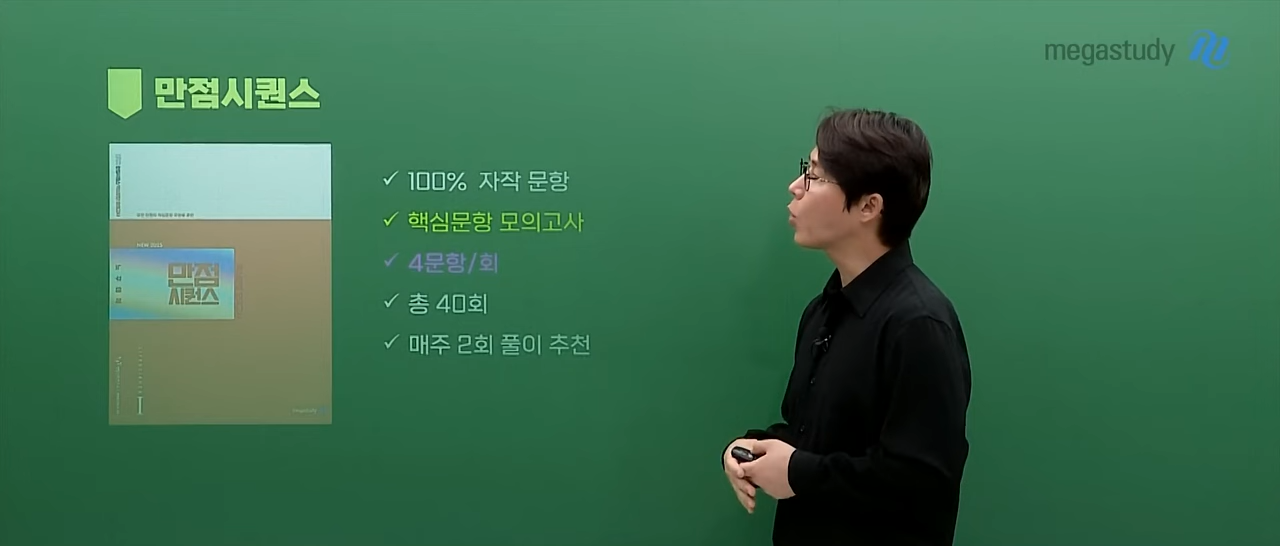 megastudy M
만점시퀀스
100% 자작 문항
핵심문항 모의고사
4문항/회
총 40회
매주 2회 풀이 추천
만점
시퀀스
I
megastudy